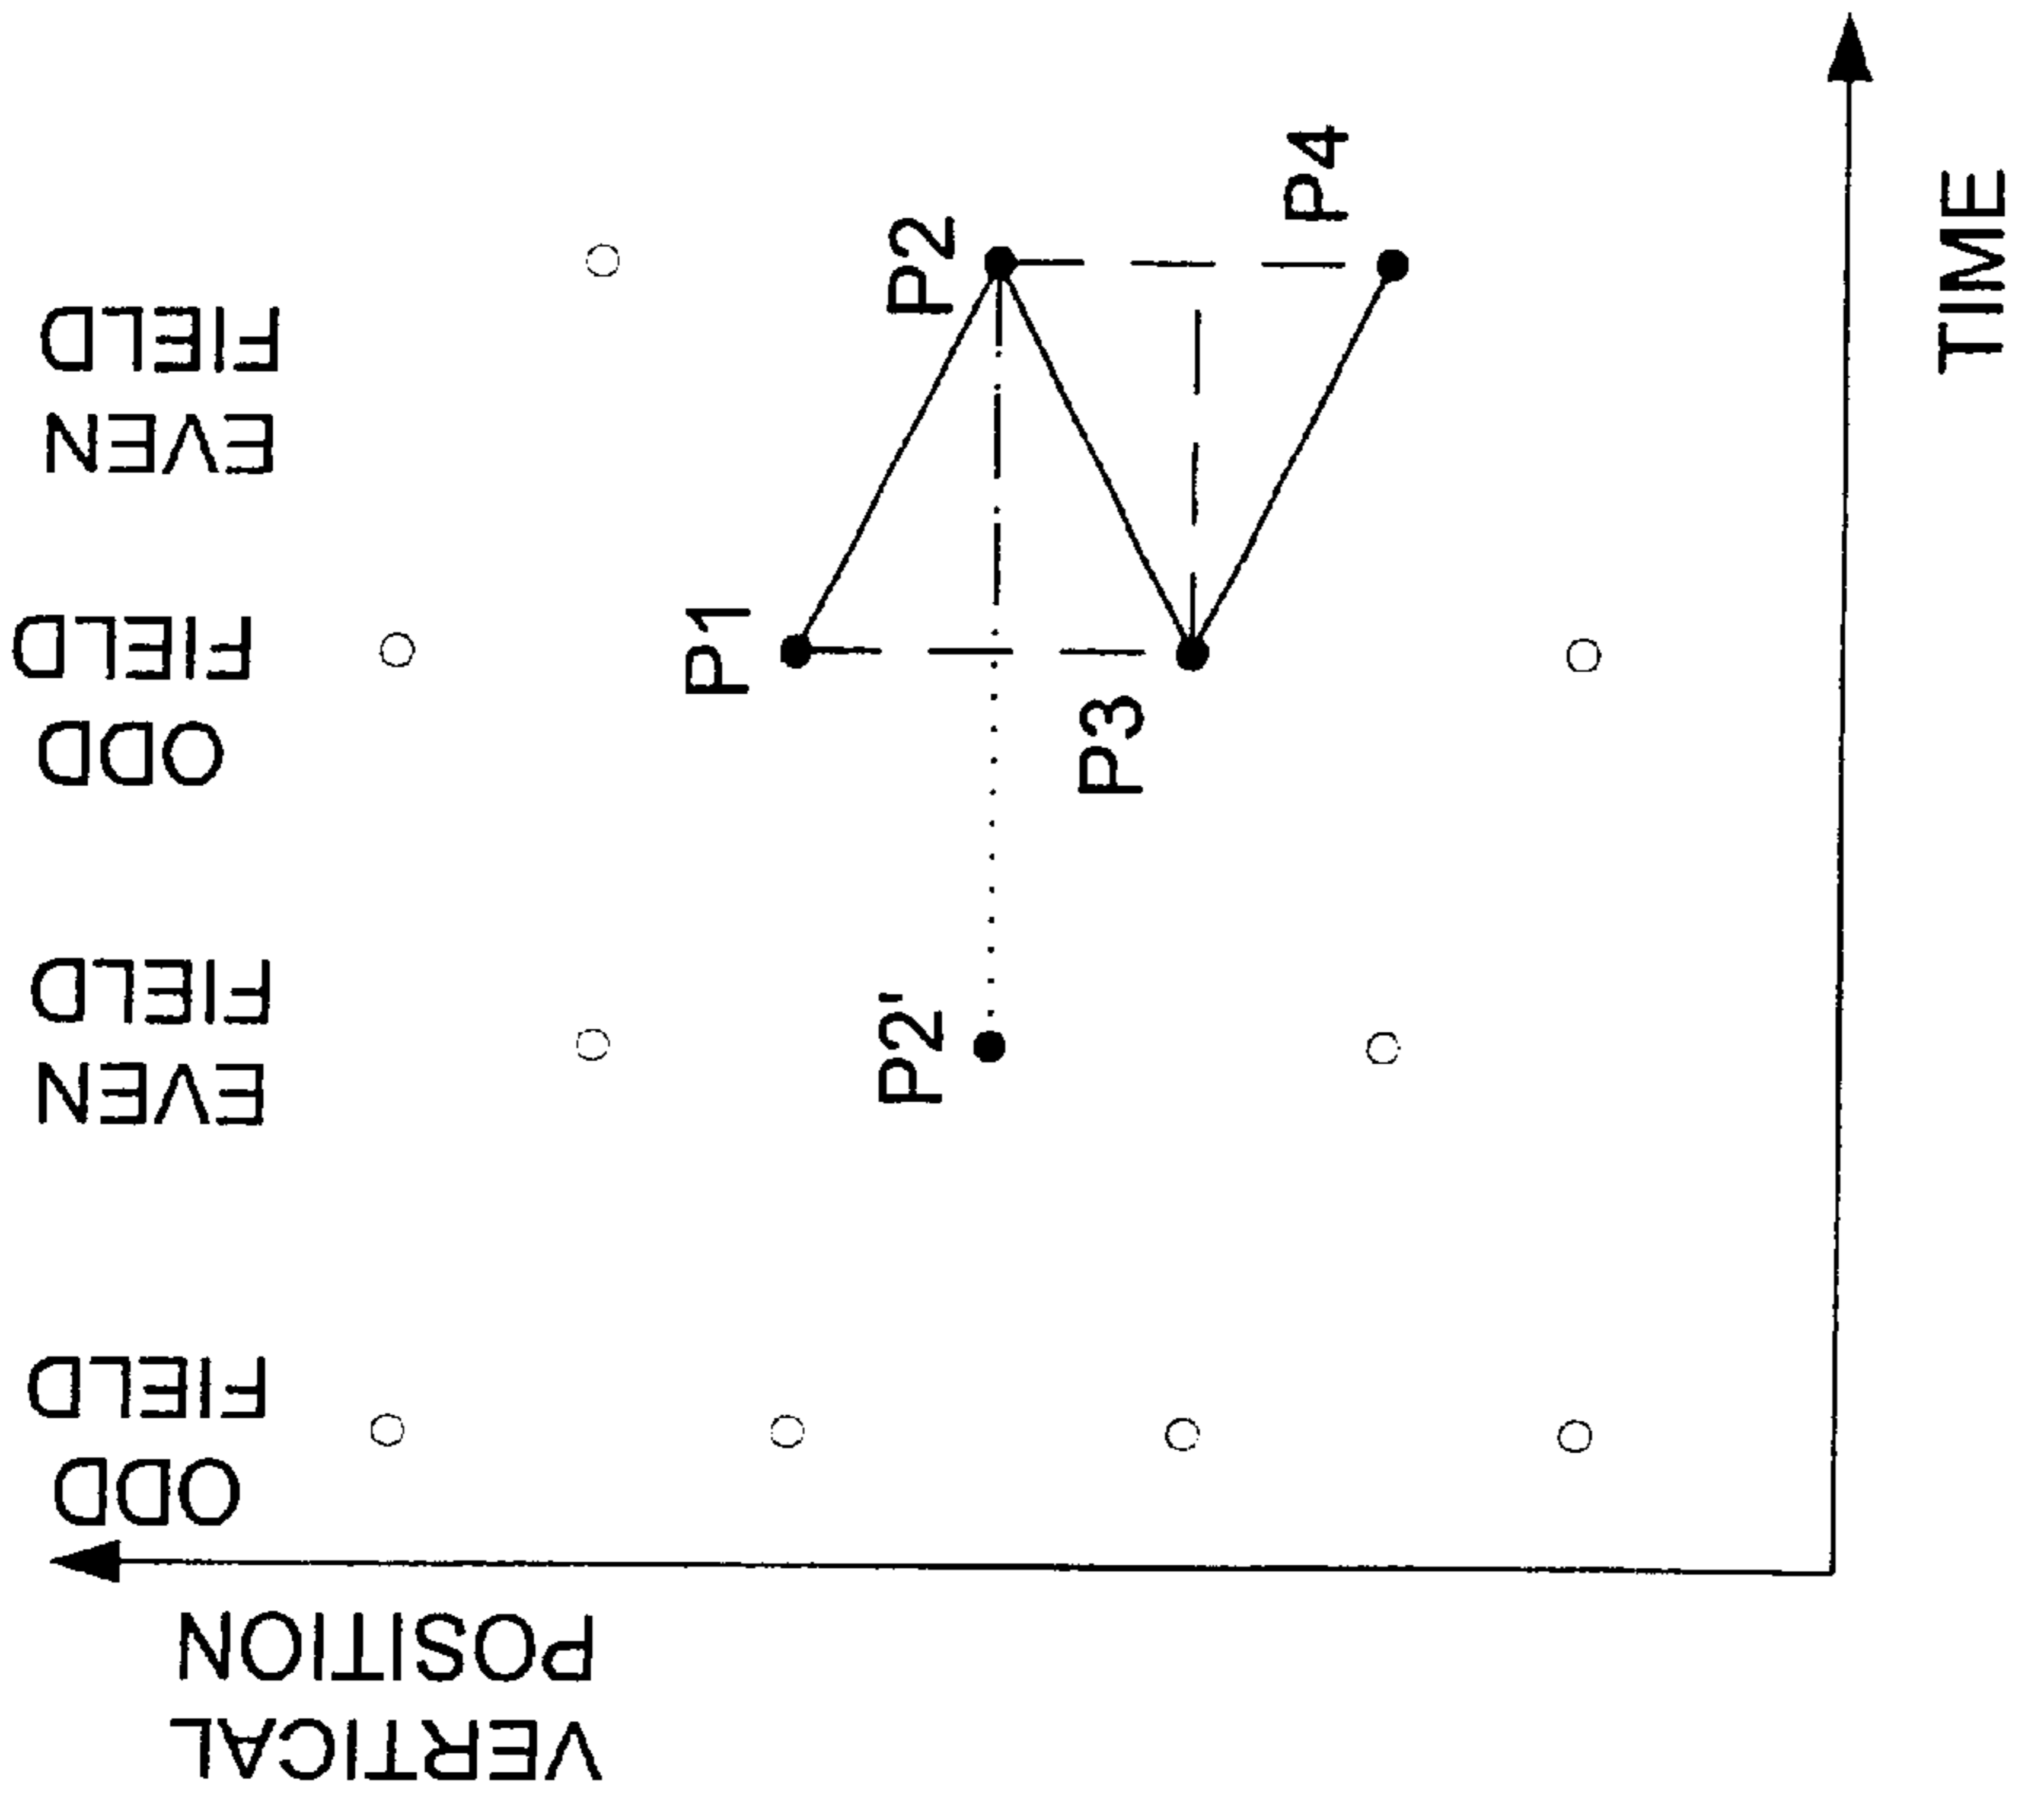 EVEN
FIELD
ODD
FIELD
EVEN
FIELD
ODD
FIELD
VERTICAL
POSITION
P1
P2
P3
P4
P2'
TIME